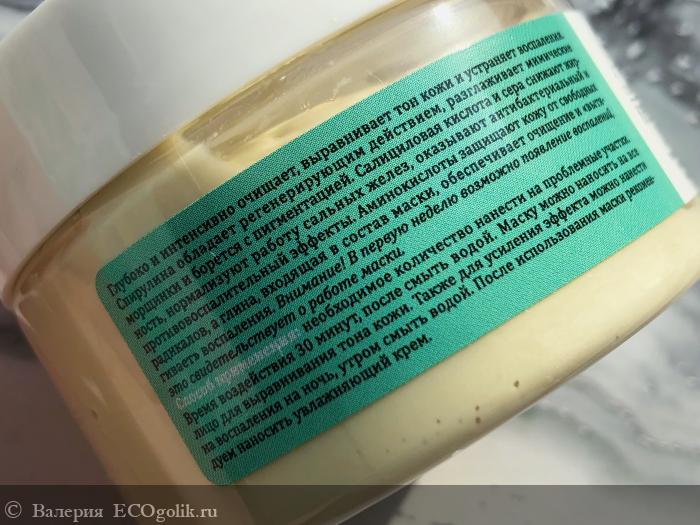 Глубоко и интенсивно очищает, выравнивает тон кожи и устраняет воспаления.
Спирулина обладает регенерирующим действием, разглаживает мимические
морщинки и борется с пигментацией. Салициловая кислота и сера снижают жир-
ность, нормализуют работу сальных желез, оказывают антибактериальный и
противовоспалительный эффекты. Аминокислоты защищают кожу от свободных
радикалов, а глина, входящая в состав маски, обеспечивает очищение и «вытя-
гивает» воспаления. Внимание! В первую неделю возможно появление воспалений,
это свидетельствует о работе маски.
Способ применения: необходимое количество нанести на проблемные участки.
Время воздействия 30 минут, после смыть водой. Маску можно наносить на все
лицо для выравнивания тона кожи. Также для усиления эффекта можно нанести
на воспаления на ночь, утром смыть водой. После использования маски рекомен-
дуем наносить увлажняющий крем.
© Валерия ECOgolik.ru